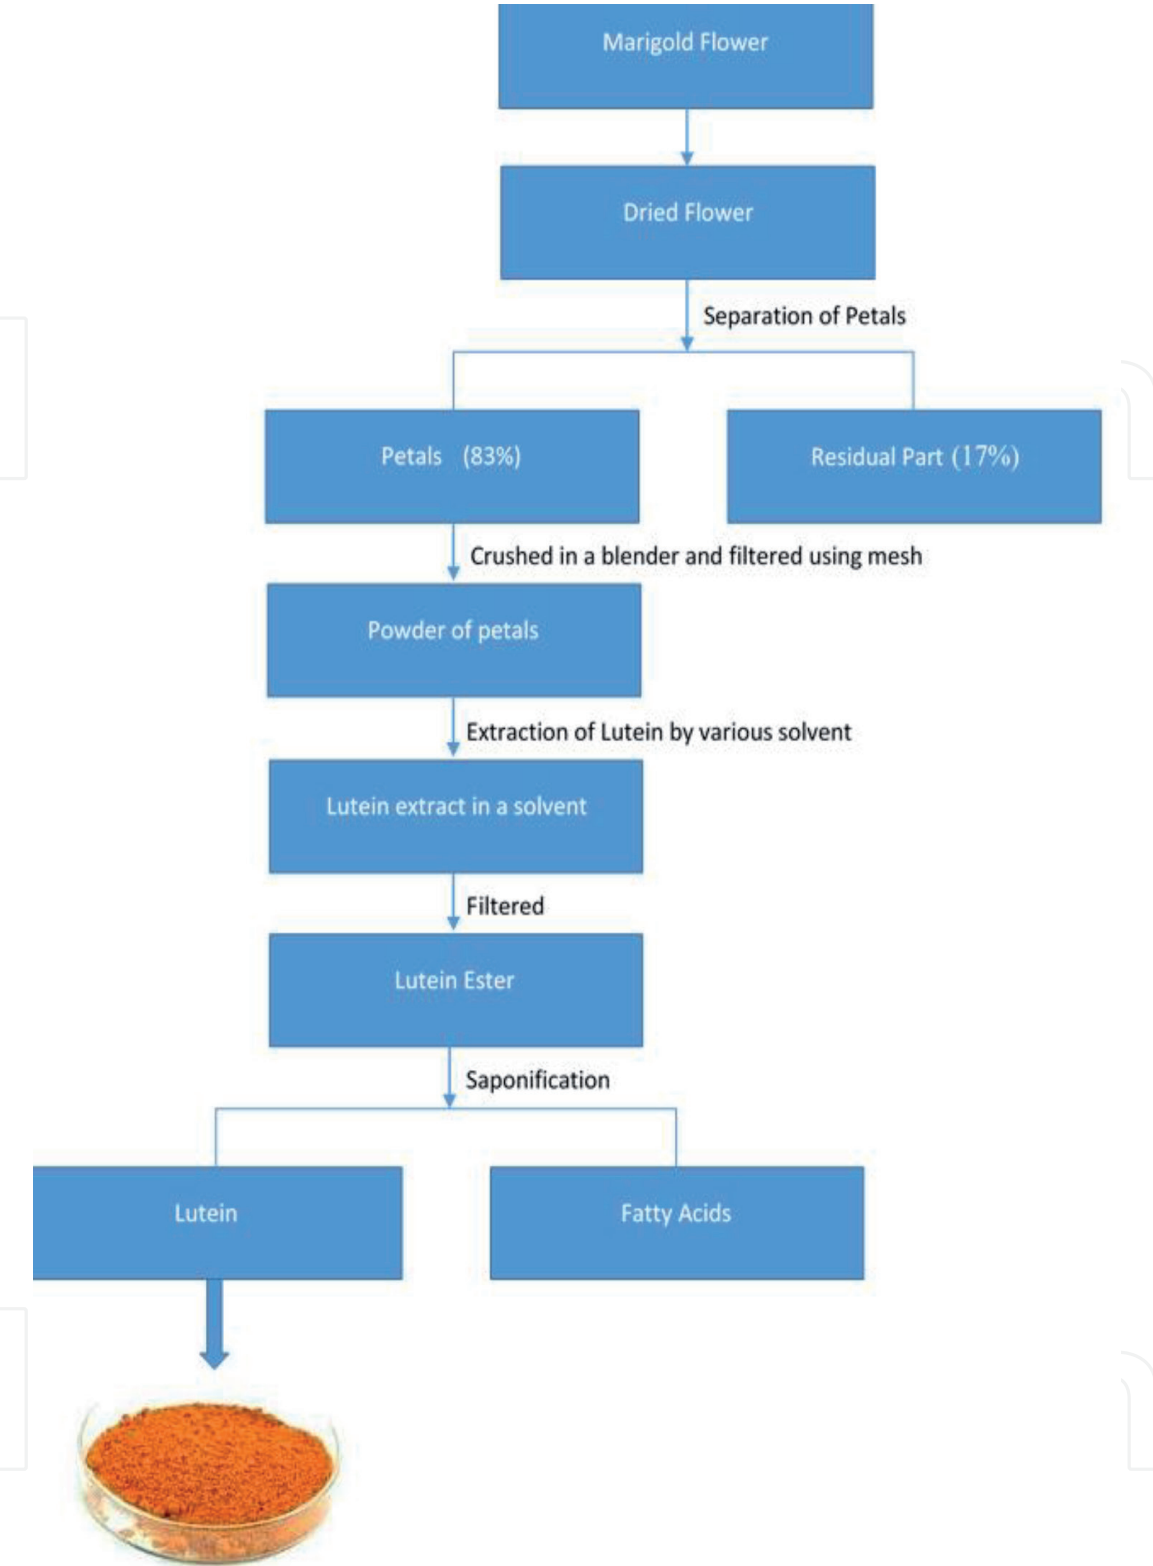 Marigold Flower
Dried Flower
Separation of Petals
Petals (83%)
Residual Part (17%)
Crushed in a blender and filtered using mesh
Powder of petals
Extraction of Lutein by various solvent
Lutein extract in a solvent
Filtered
Lutein Ester
Saponification
Lutein
Fatty Acids